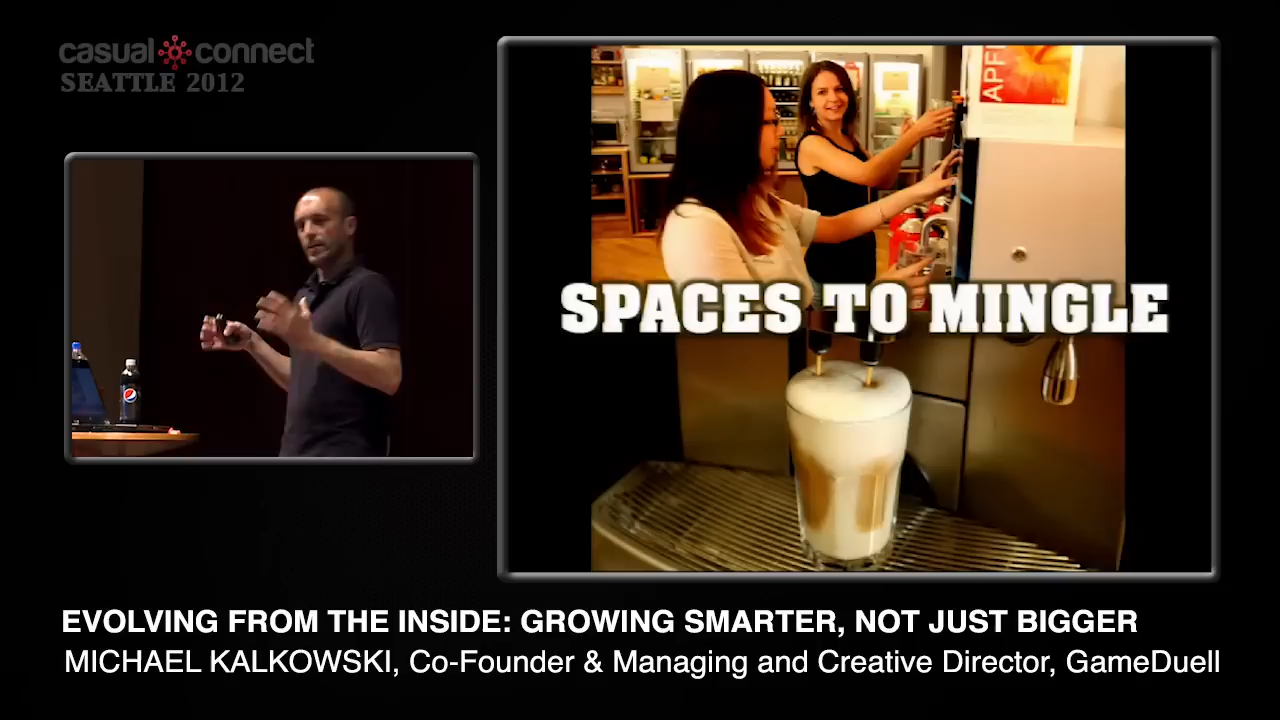 casual connect
SEATTLE 2012
APF
SPACES TO MINGLE
EVOLVING FROM THE INSIDE: GROWING SMARTER, NOT JUST BIGGER
MICHAEL KALKOWSKI, Co-Founder & Managing and Creative Director, GameDuell